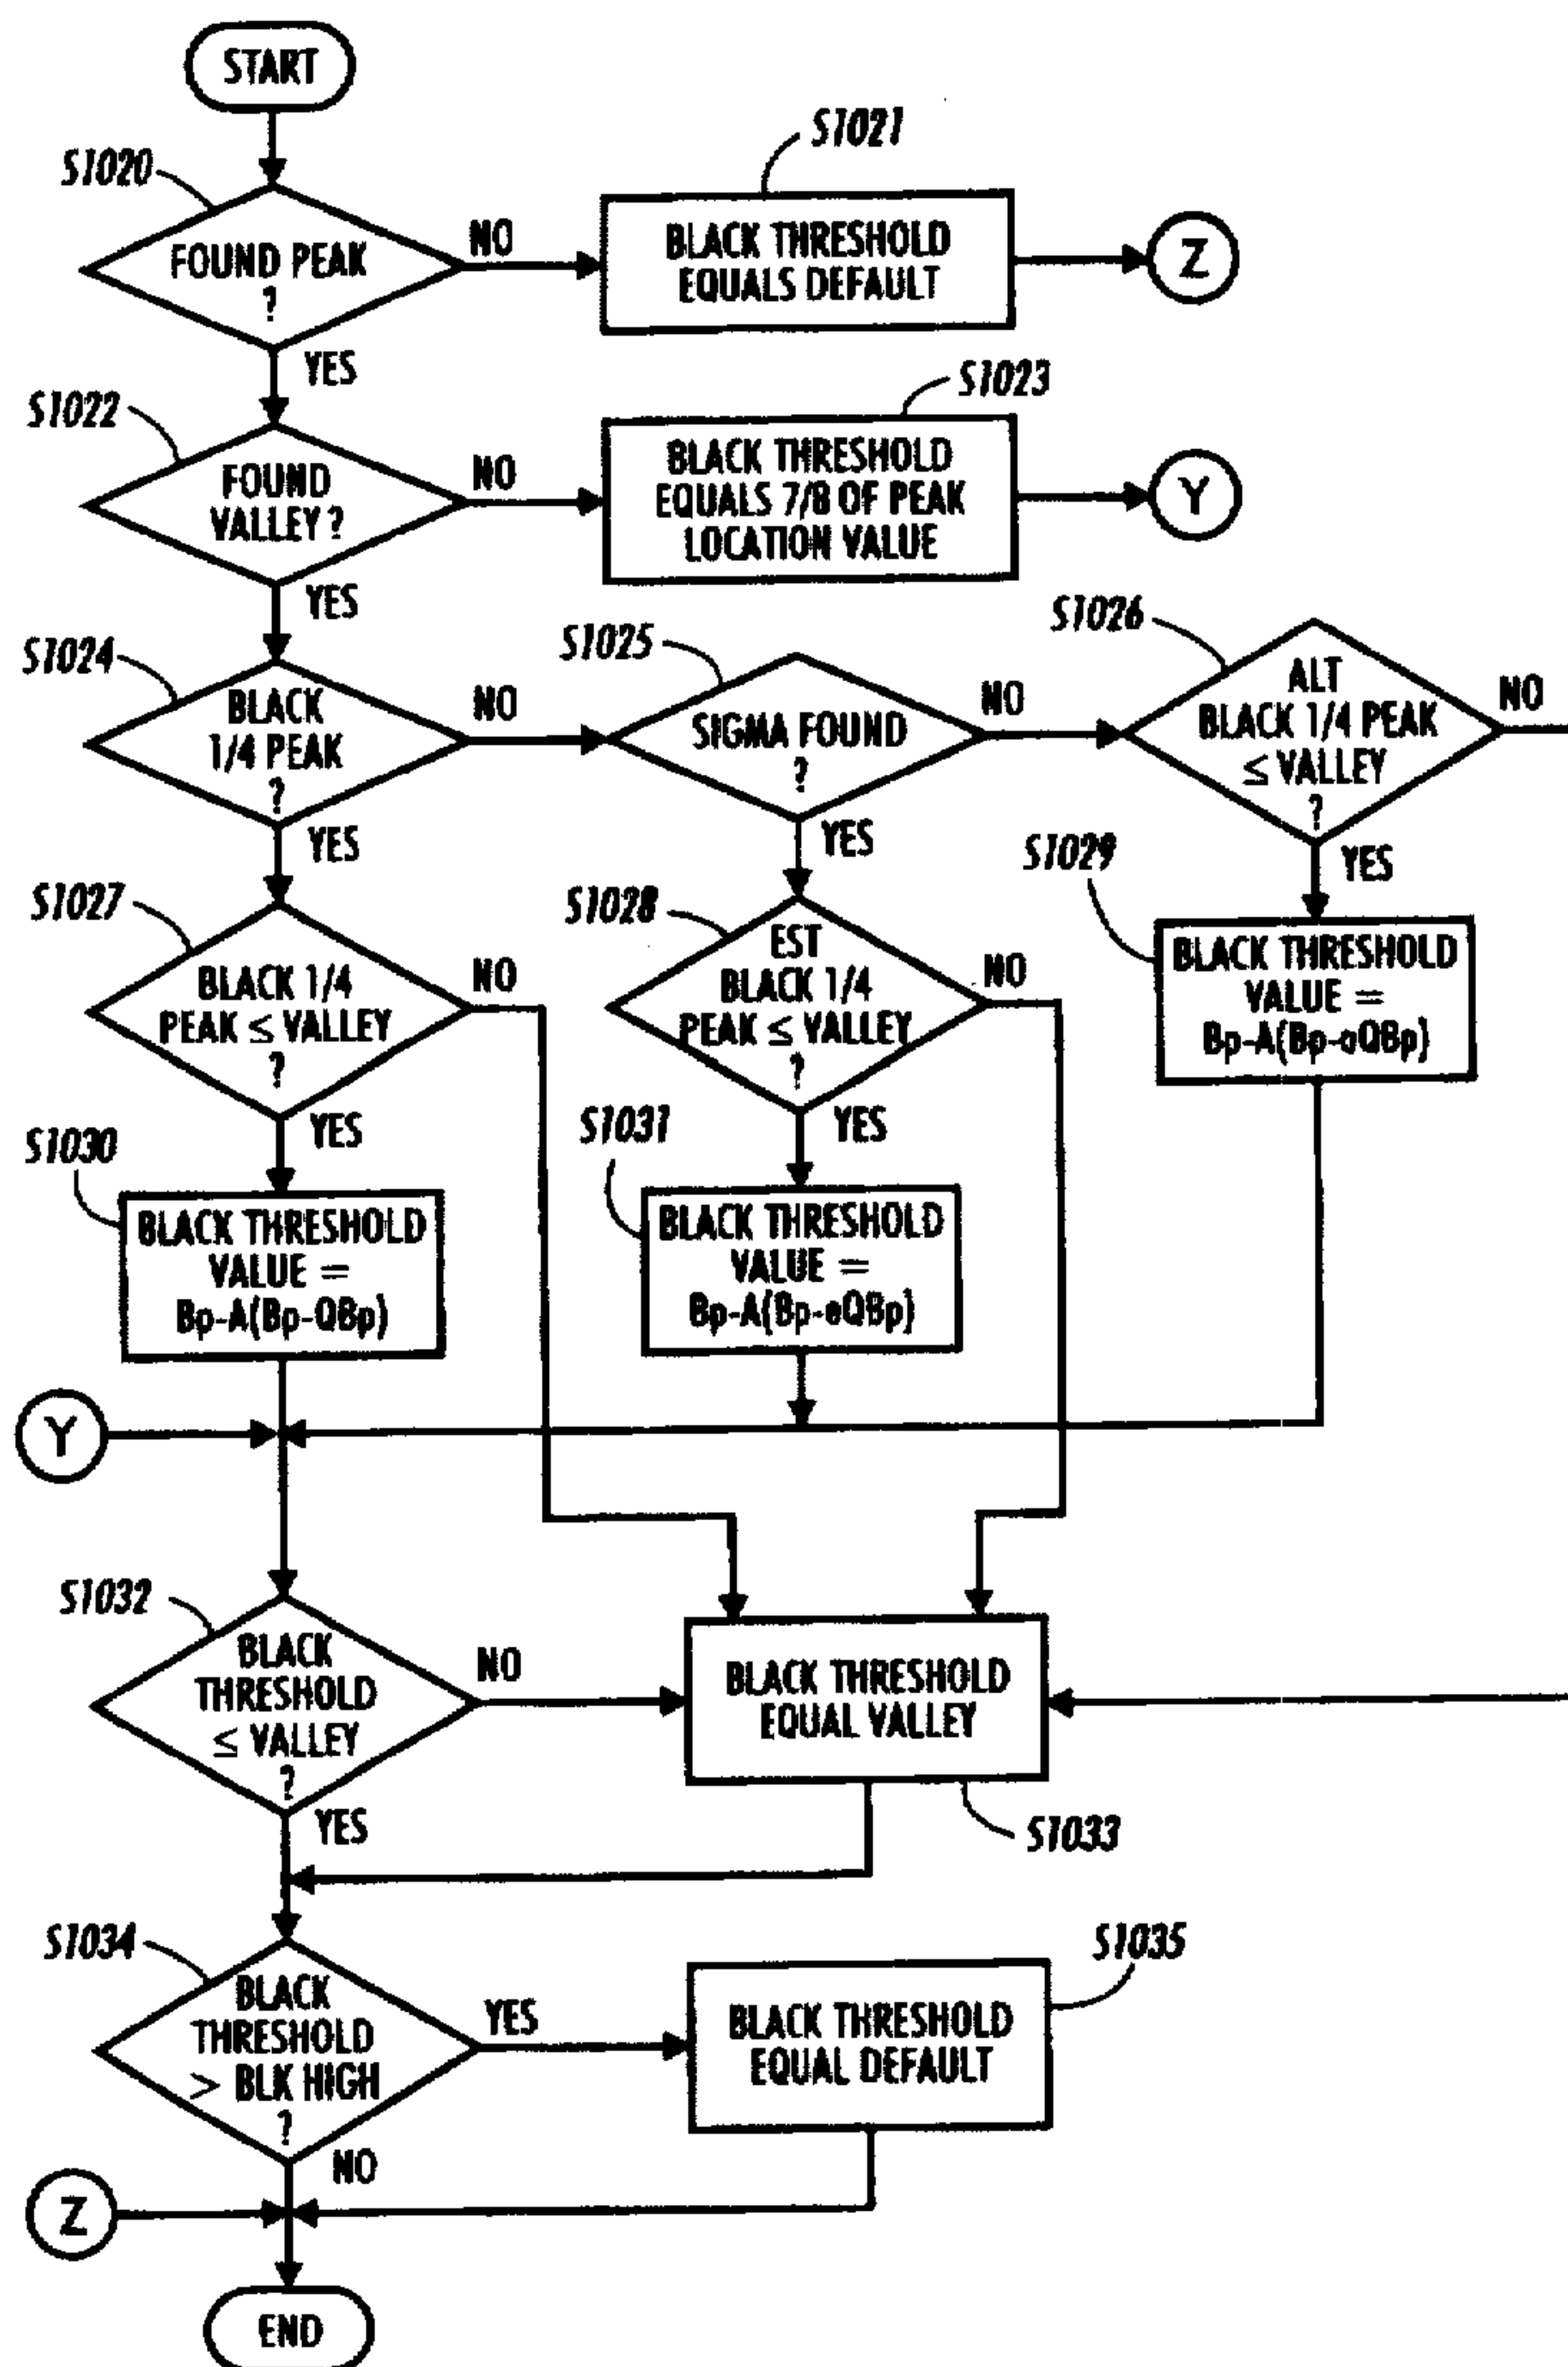 START
S1020
FOUND PEAK
?
NO
S1021
BLACK THRESHOLD
EQUALS DEFAULT
Z
YES
S1022
FOUND
VALLEY?
NO
S1023
BLACK THRESHOLD
EQUALS 7/8 OF PEAK
LOCATION VALUE
Y
YES
S1024
BLACK
1/4 PEAK
?
NO
S1025
SIGMA FOUND
?
NO
S1026
ALT
BLACK 1/4 PEAK
≤ VALLEY
?
NO
YES
YES
YES
S1027
BLACK 1/4
PEAK ≤ VALLEY
?
NO
S1028
EST
BLACK 1/4
PEAK ≤ VALLEY
?
NO
S1029
BLACK THRESHOLD
VALUE =
Bp-A(Bp-aQBp)
YES
YES
S1030
BLACK THRESHOLD
VALUE =
Bp-A(Bp-QBp)
S1031
BLACK THRESHOLD
VALUE =
Bp-A(Bp-eQBp)
Y
S1032
BLACK
THRESHOLD
≤ VALLEY
?
NO
BLACK THRESHOLD
EQUAL VALLEY
S1033
YES
S1034
BLACK
THRESHOLD
> BLK HIGH
?
YES
S1035
BLACK THRESHOLD
EQUAL DEFAULT
NO
Z
END